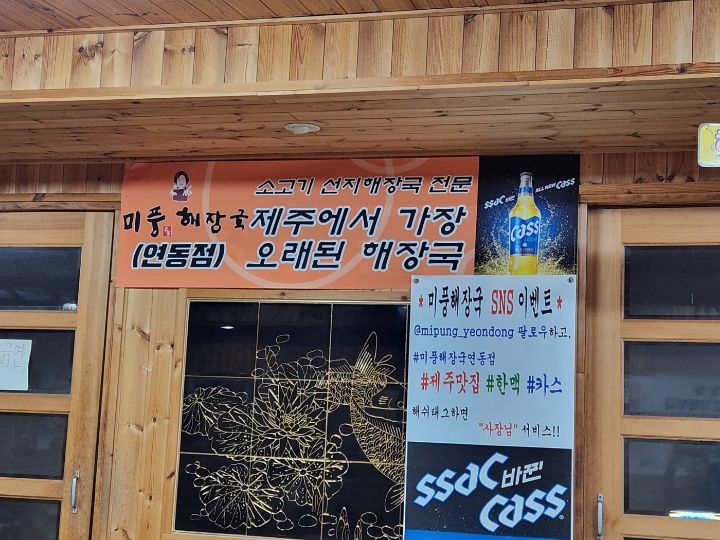 소고기 선지해장국 전문
미풍 해장국 제주에서 가장
(연동점) 오래된 해장국
ssac 바뀐 ALL NEW cass
cass
* 미풍해장국 SNS 이벤트 *
@mipung_yeondong 팔로우하고,
#미풍해장국연동점
#제주맛집 #한맥 #카스
해쉬태그하면
"사장님" 서비스!!
ssac 바뀐
cass